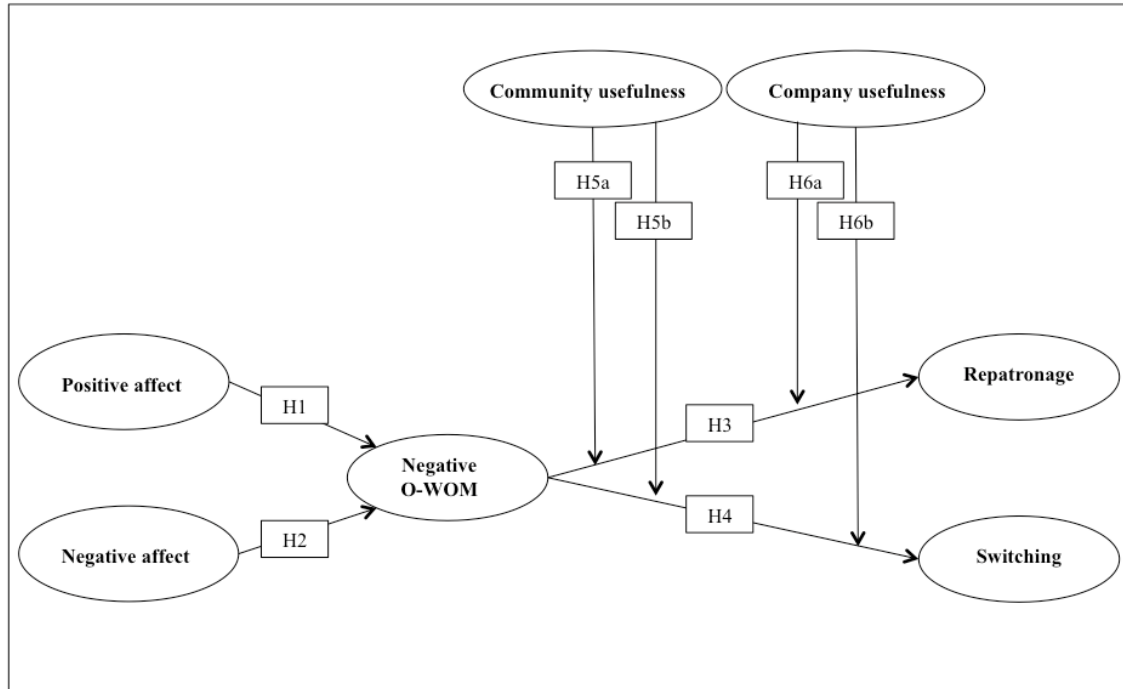 Community usefulness
Company usefulness
H5a
H6a
H5b
H6b
Positive affect
Repatronage
H1
H3
Negative
O-WOM
H2
H4
Negative affect
Switching